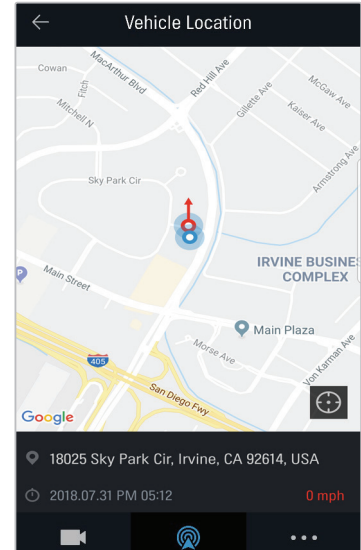 Vehicle Location
Cowan
MacArthur Blvd
Fitch
Mitchell N
Red Hill Ave
Gillette Ave
McGaw Ave
Kaiser Ave
Armstrong Ave
Sky Park Cir
IRVINE BUSINES
COMPLEX
P
Main Street
Main Plaza
Morse Ave
Von Karman Ave
405
San Diego Fwy
Google
18025 Sky Park Cir, Irvine, CA 92614, USA
2018.07.31 PM 05:12
0 mph